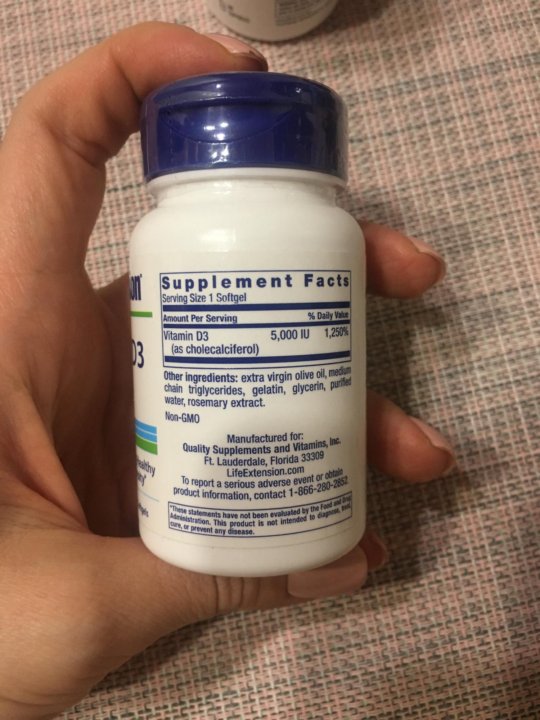 on
Supplement Facts
Serving Size 1 Softgel
Amount Per Serving % Daily Value
Vitamin D3 5,000 IU 1,250%
(as cholecalciferol)
Other ingredients: extra virgin olive oil, medium
chain triglycerides, gelatin, glycerin, purified
water, rosemary extract.
Non-GMO
Manufactured for:
Quality Supplements and Vitamins, Inc.
Ft. Lauderdale, Florida 33309
LifeExtension.com
To report a serious adverse event or obtain
product information, contact 1-866-280-2852
*These statements have not been evaluated by the Food and Drug
Administration. This product is not intended to diagnose, treat,
cure, or prevent any disease.
D3